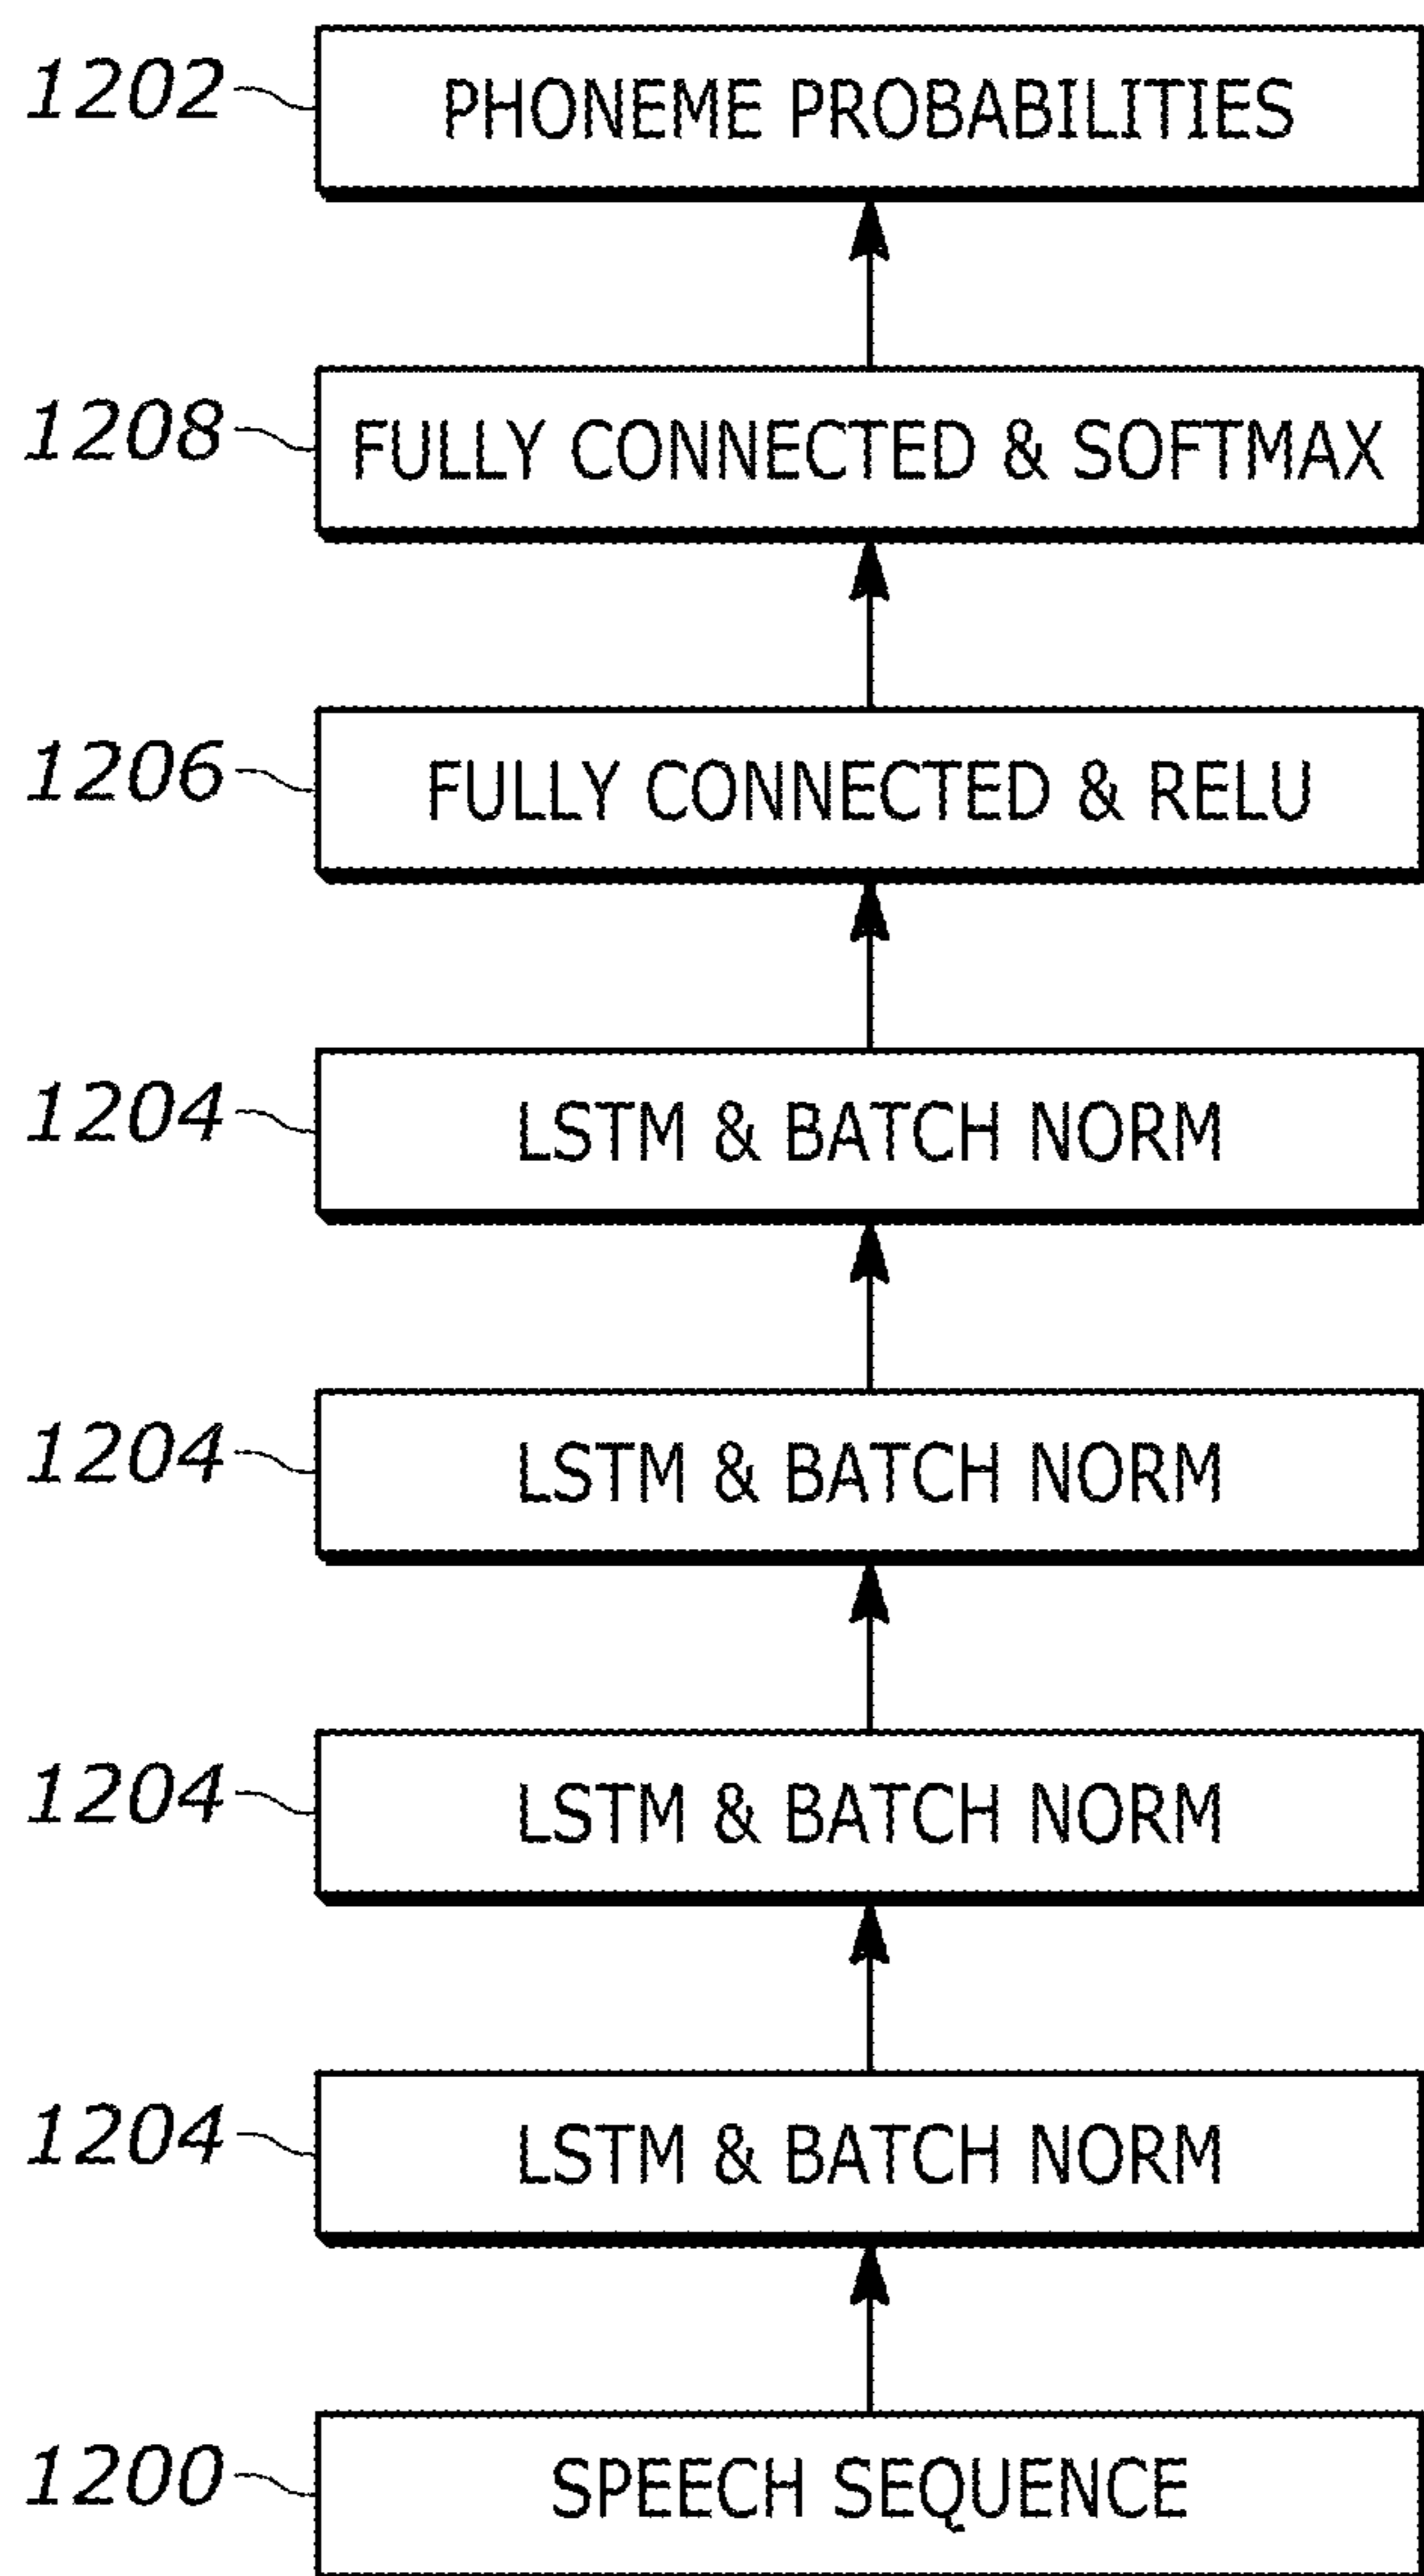 1202 PHONEME PROBABILITIES
1208 FULLY CONNECTED & SOFTMAX
1206 FULLY CONNECTED & RELU
1204 LSTM & BATCH NORM
1204 LSTM & BATCH NORM
1204 LSTM & BATCH NORM
1204 LSTM & BATCH NORM
1200 SPEECH SEQUENCE